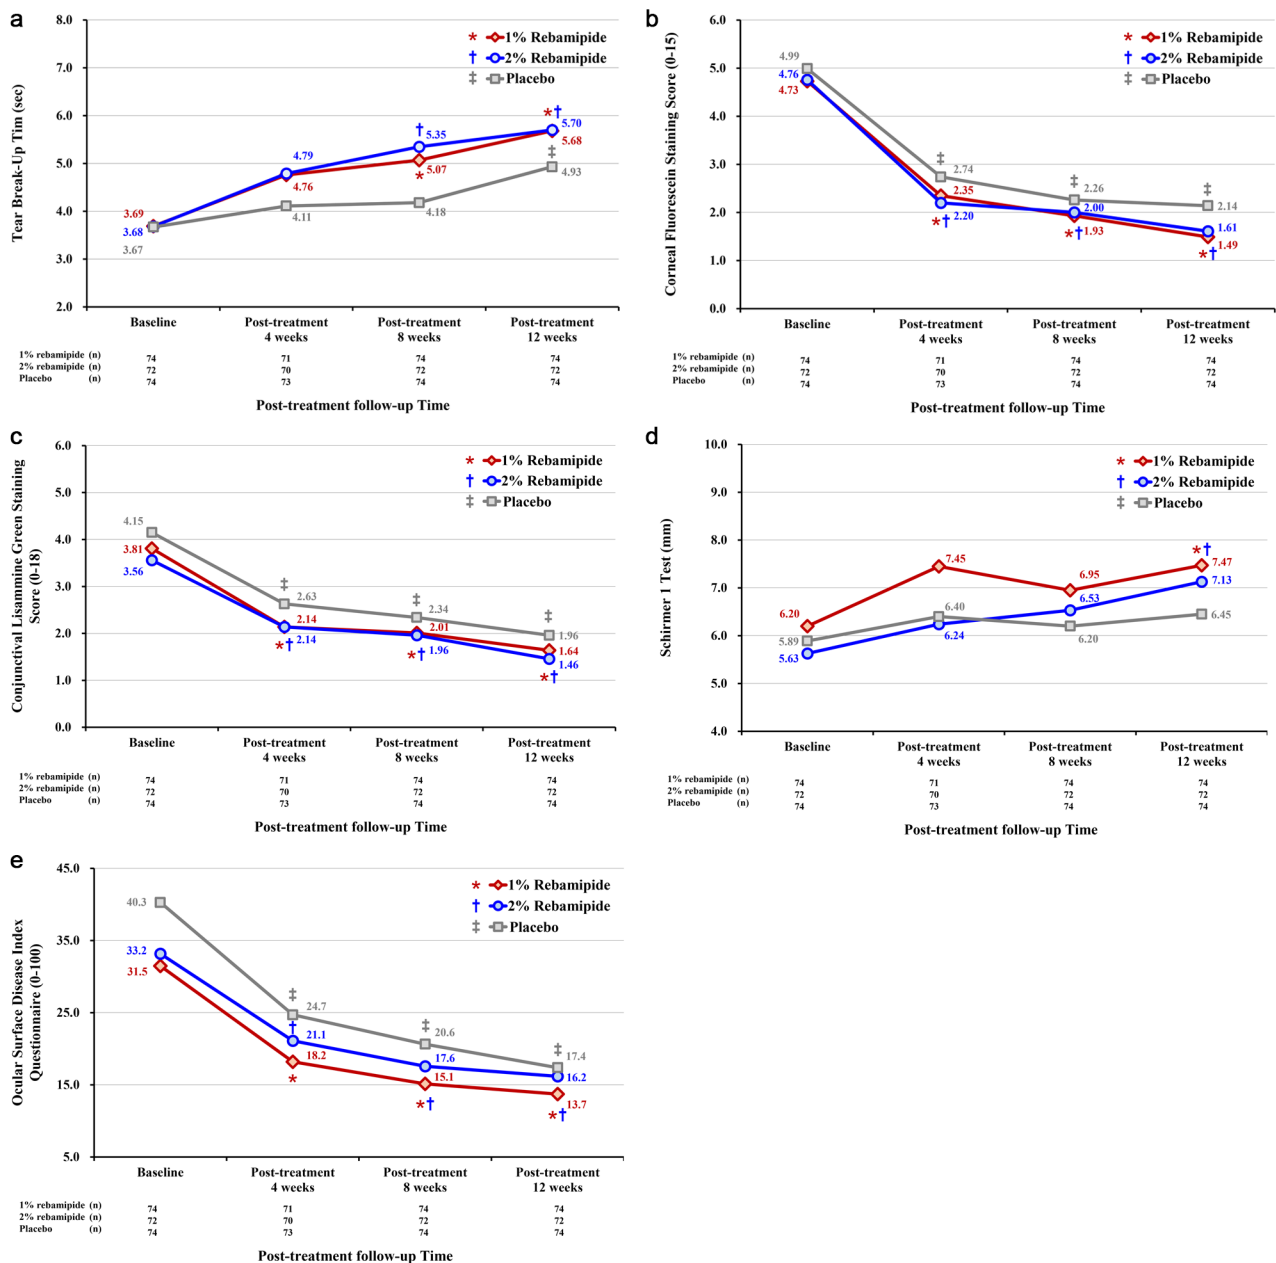 a
Tear Break-Up Tim (sec)
8.0
7.0
6.0
5.0
4.0
3.0
2.0
* 1% Rebamipide
† 2% Rebamipide
‡ Placebo
3.69
3.68
3.67
4.79
4.76
4.11
†
5.35
5.07
*
4.18
*†
5.70
5.68
‡
4.93
Baseline
Post-treatment 4 weeks
Post-treatment 8 weeks
Post-treatment 12 weeks
1% rebamipide (n) 74 71 74 74
2% rebamipide (n) 72 70 72 72
Placebo (n) 74 73 74 74
Post-treatment follow-up Time
b
Corneal Fluorescein Staining Score (0-15)
6.0
5.0
4.0
3.0
2.0
1.0
0.0
* 1% Rebamipide
† 2% Rebamipide
‡ Placebo
4.99
4.76
4.73
‡
2.74
2.35
*† 2.20
‡
2.26
2.00
*† 1.93
‡
2.14
1.61
1.49
*†
Baseline
Post-treatment 4 weeks
Post-treatment 8 weeks
Post-treatment 12 weeks
1% rebamipide (n) 74 71 74 74
2% rebamipide (n) 72 70 72 72
Placebo (n) 74 73 74 74
Post-treatment follow-up Time
c
Conjunctival Lisammine Green Staining
Score (0-18)
6.0
5.0
4.0
3.0
2.0
1.0
0.0
* 1% Rebamipide
† 2% Rebamipide
‡ Placebo
4.15
3.81
3.56
‡
2.63
2.14
*† 2.14
‡
2.34
2.01
*† 1.96
‡
1.96
1.64
1.46
*†
Baseline
Post-treatment 4 weeks
Post-treatment 8 weeks
Post-treatment 12 weeks
1% rebamipide (n) 74 71 74 74
2% rebamipide (n) 72 70 72 72
Placebo (n) 74 73 74 74
Post-treatment follow-up Time
d
Schirmer 1 Test (mm)
10.0
9.0
8.0
7.0
6.0
5.0
4.0
* 1% Rebamipide
† 2% Rebamipide
‡ Placebo
6.20
5.89
5.63
7.45
6.40
6.24
6.95
6.53
6.20
*†
7.47
7.13
6.45
Baseline
Post-treatment 4 weeks
Post-treatment 8 weeks
Post-treatment 12 weeks
1% rebamipide (n) 74 71 74 74
2% rebamipide (n) 72 70 72 72
Placebo (n) 74 73 74 74
Post-treatment follow-up Time
e
Ocular Surface Disease Index
Questionnaire (0-100)
45.0
35.0
25.0
15.0
5.0
* 1% Rebamipide
† 2% Rebamipide
‡ Placebo
40.3
33.2
31.5
‡
24.7
†
21.1
18.2
*
‡
20.6
17.6
15.1
*†
‡
17.4
16.2
13.7
*†
Baseline
Post-treatment 4 weeks
Post-treatment 8 weeks
Post-treatment 12 weeks
1% rebamipide (n) 74 71 74 74
2% rebamipide (n) 72 70 72 72
Placebo (n) 74 73 74 74
Post-treatment follow-up Time